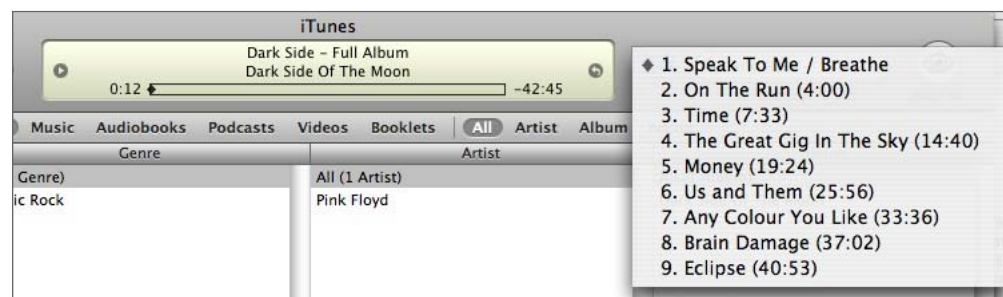 iTunes
Dark Side – Full Album
Dark Side Of The Moon
0:12 -42:45
Music Audiobooks Podcasts Videos Booklets All Artist Album
Genre Artist
Genre) All (1 Artist)
ic Rock Pink Floyd
1. Speak To Me / Breathe
2. On The Run (4:00)
3. Time (7:33)
4. The Great Gig In The Sky (14:40)
5. Money (19:24)
6. Us and Them (25:56)
7. Any Colour You Like (33:36)
8. Brain Damage (37:02)
9. Eclipse (40:53)